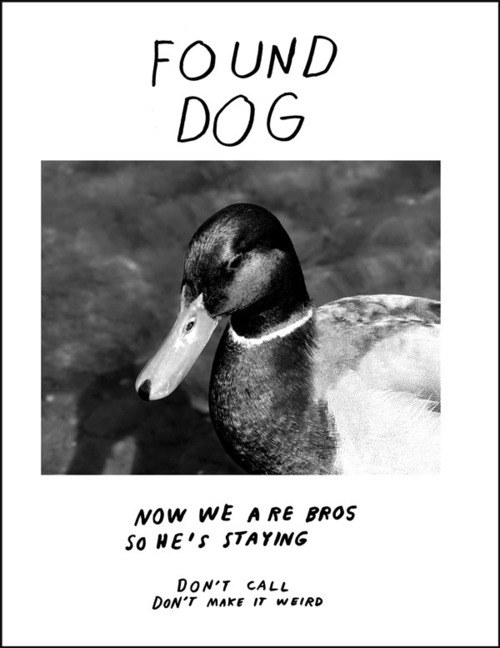 FOUND
DOG
NOW WE ARE BROS
SO HE'S STAYING
DON'T CALL
DON'T MAKE IT WEIRD